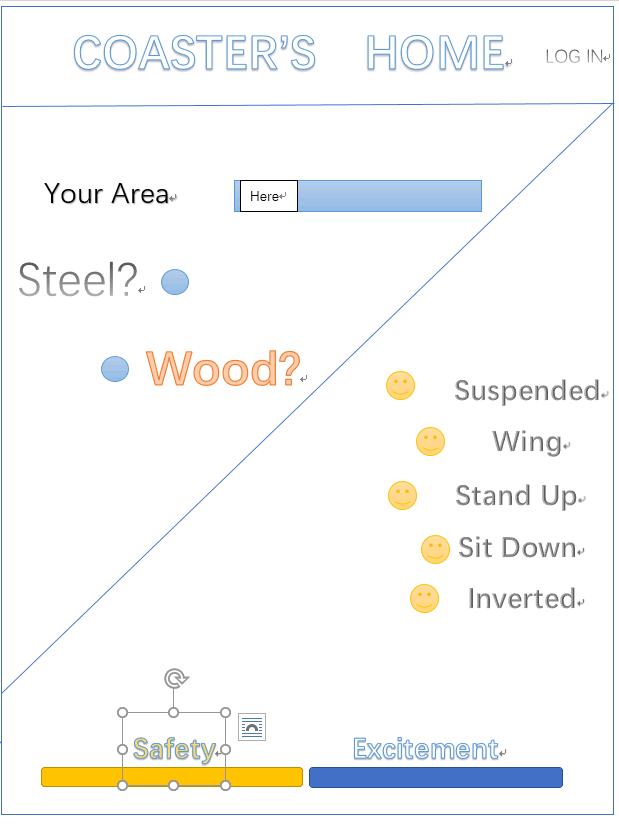 COASTER’S HOME
LOG IN
Your Area
Here
Steel?
Wood?
Suspended
Wing
Stand Up
Sit Down
Inverted
Safety
Excitement